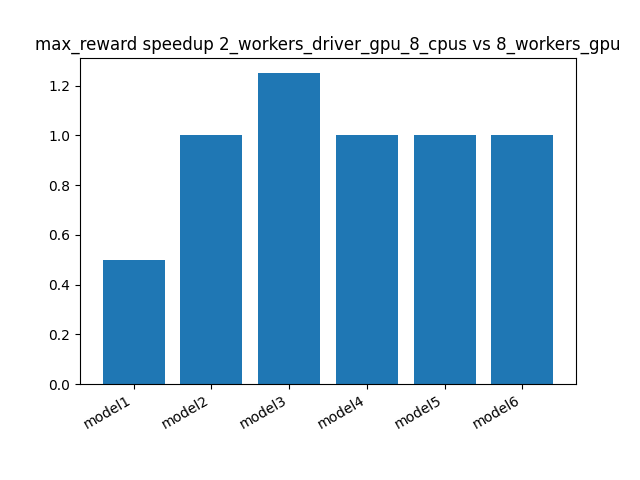 max_reward speedup 2_workers_driver_gpu_8_cpus vs 8_workers_gpu
1.2
1.0
0.8
0.6
0.4
0.2
0.0
model1
model2
model3
model4
model5
model6